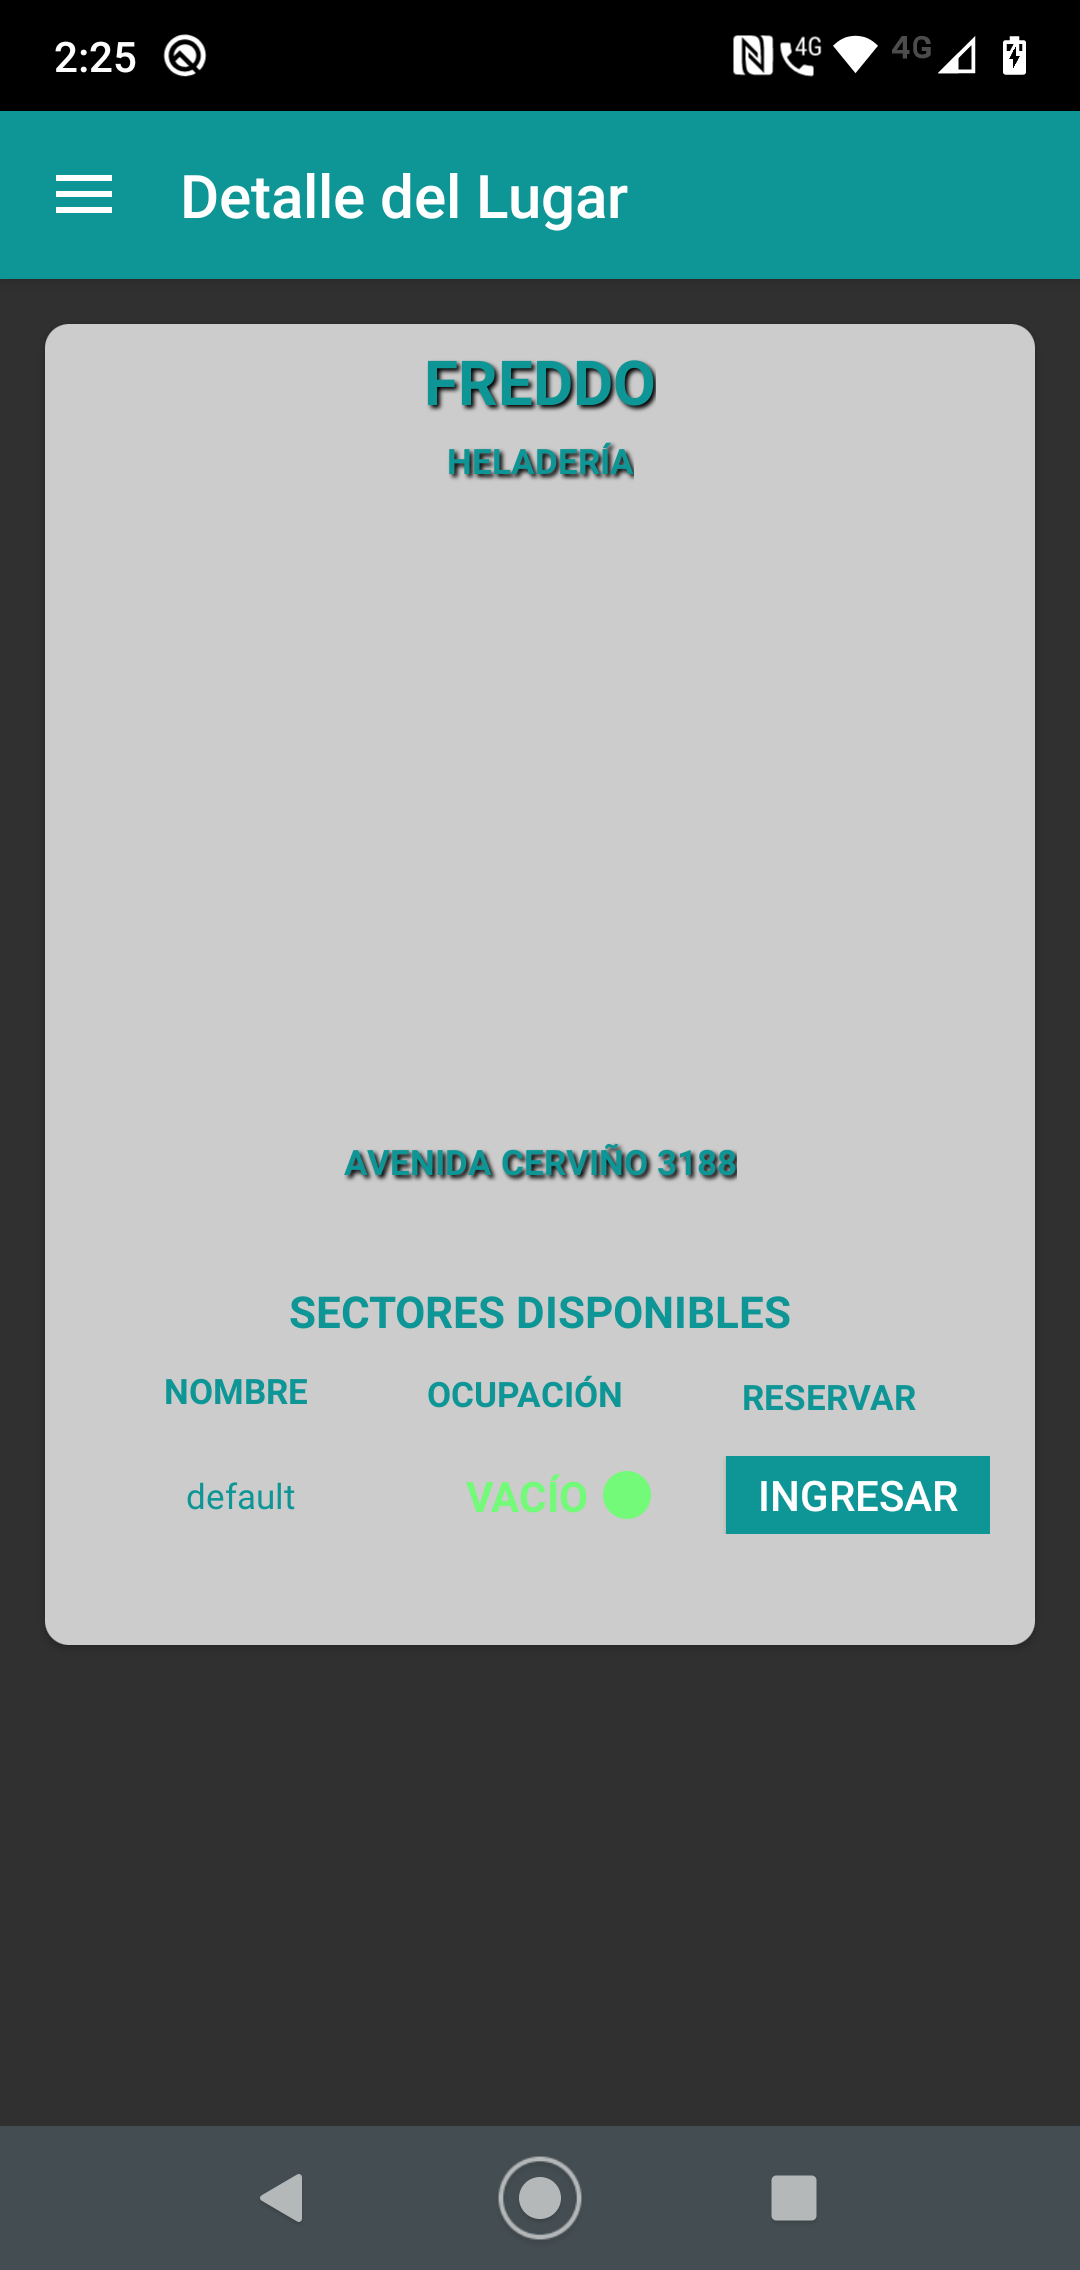 2:25 4G 4G
Detalle del Lugar
FREDDO
HELADERÍA
AVENIDA CERVIÑO 3188
SECTORES DISPONIBLES
NOMBRE OCUPACIÓN RESERVAR
default VACÍO INGRESAR